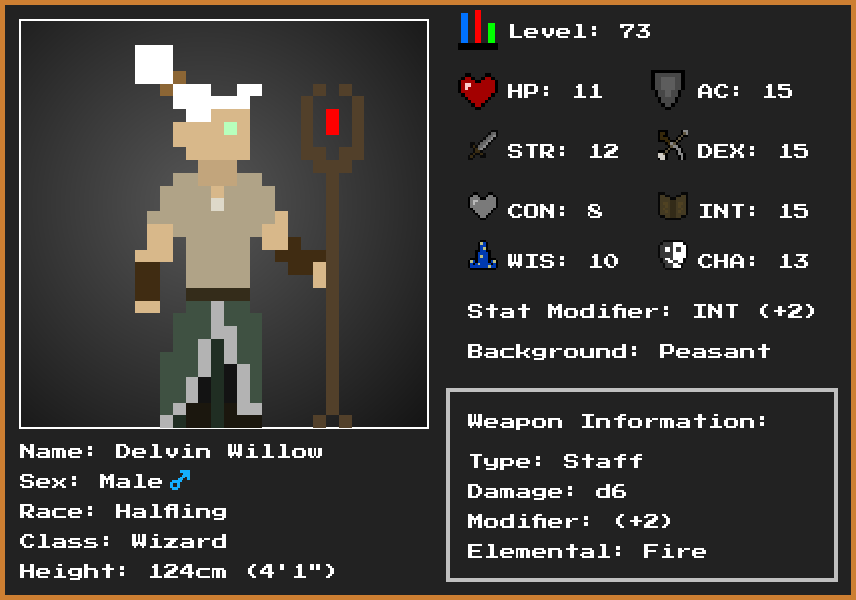 Level: 73
HP: 11 AC: 15
STR: 12 DEX: 15
CON: 8 INT: 15
WIS: 10 CHA: 13
Stat Modifier: INT (+2)
Background: Peasant
Weapon Information:
Type: Staff
Damage: d6
Modifier: (+2)
Elemental: Fire
Name: Delvin Willow
Sex: Male♂
Race: Halfling
Class: Wizard
Height: 124cm (4'1")